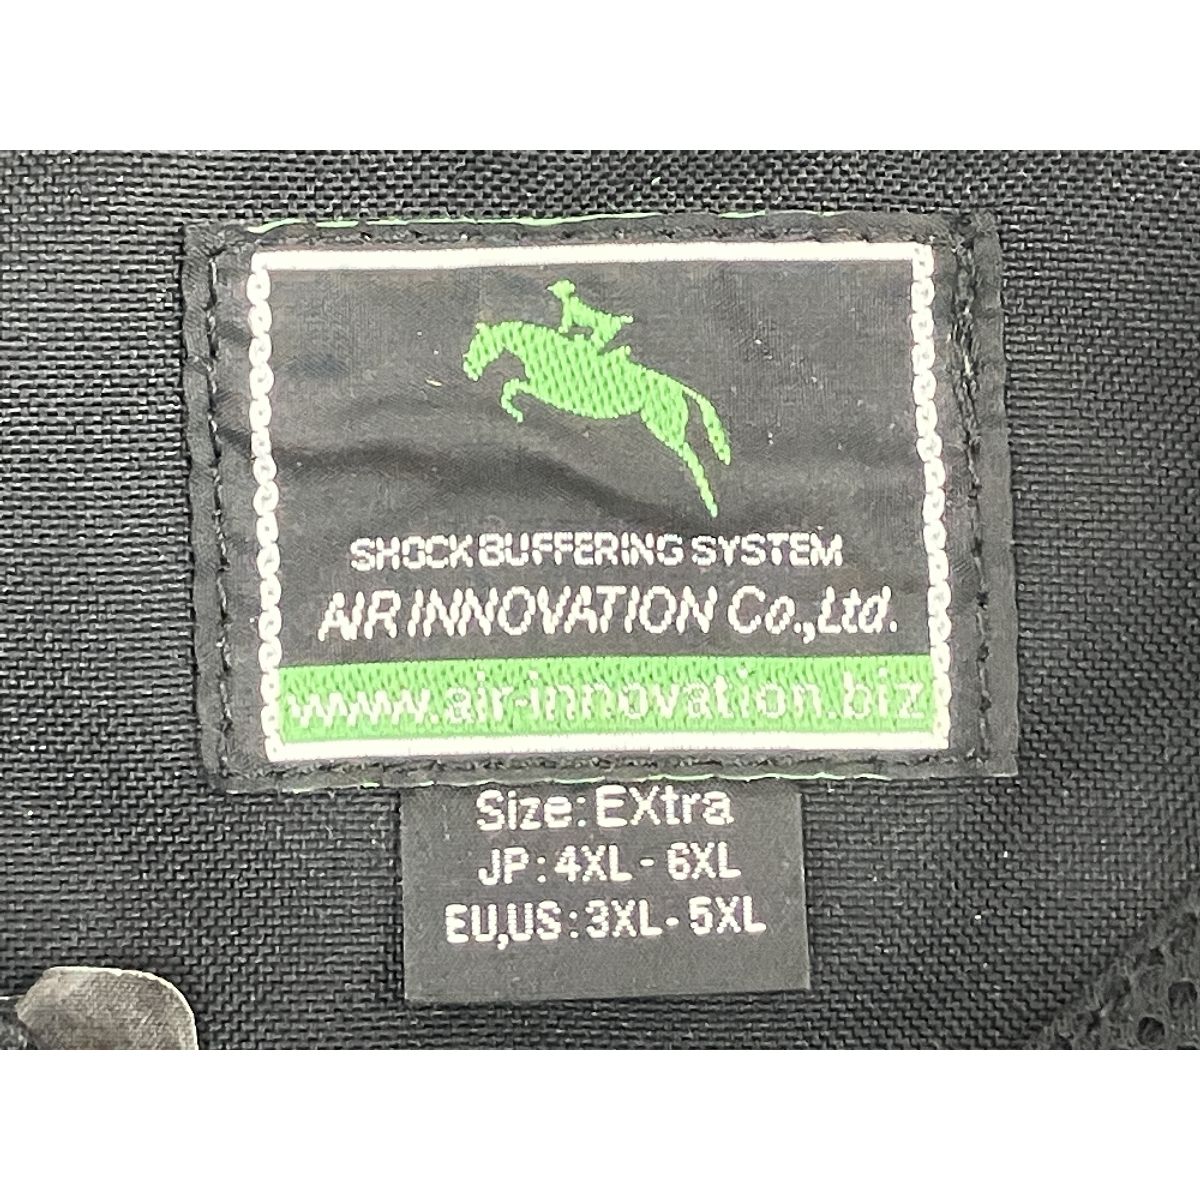 SHOCK BUFFERING SYSTEM
AIR INNOVATION Co.,Ltd.
www.air-innovation.biz
Size: EXtra
JP: 4XL - 6XL
EU,US: 3XL - 5XL